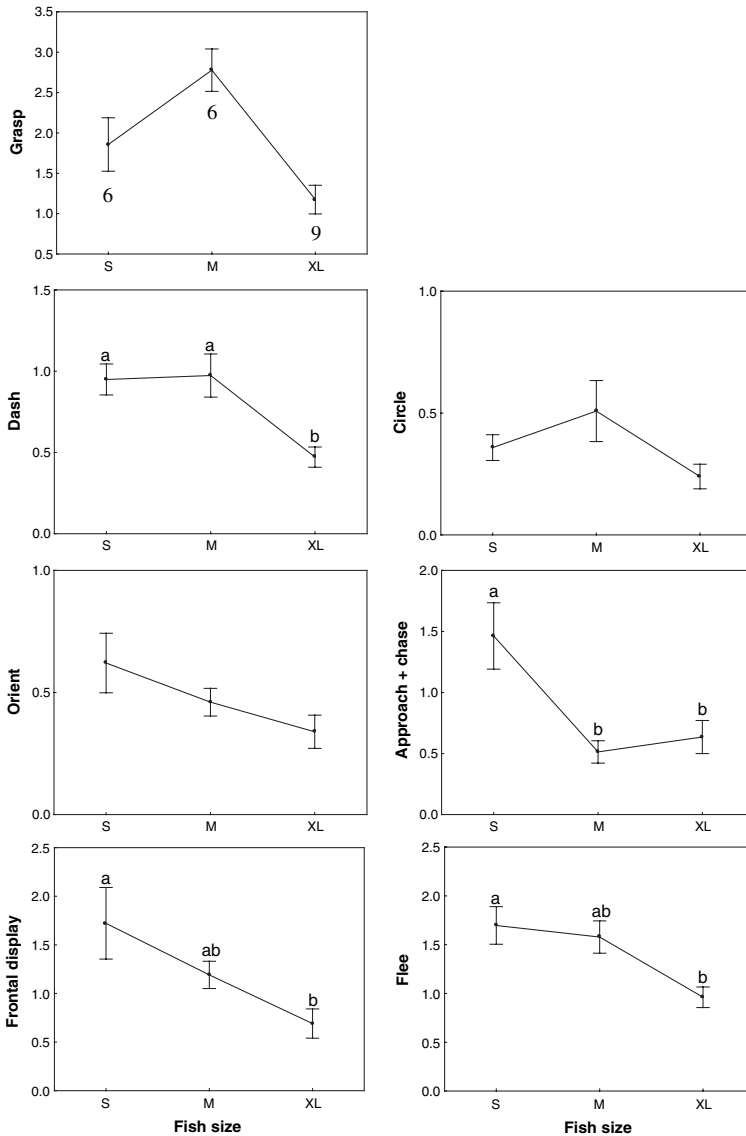 3.5
3.0
2.5
2.0
1.5
1.0
0.5
Grasp
6
6
9
S M XL
1.5
1.0
0.5
0.0
Dash
a a b
S M XL
1.0
0.5
0.0
Circle
S M XL
1.0
0.5
0.0
Orient
S M XL
2.0
1.5
1.0
0.5
0.0
Approach + chase
a b b
S M XL
2.5
2.0
1.5
1.0
0.5
0.0
Frontal display
a ab b
S M XL
Fish size
2.5
2.0
1.5
1.0
0.5
0.0
Flee
a ab b
S M XL
Fish size